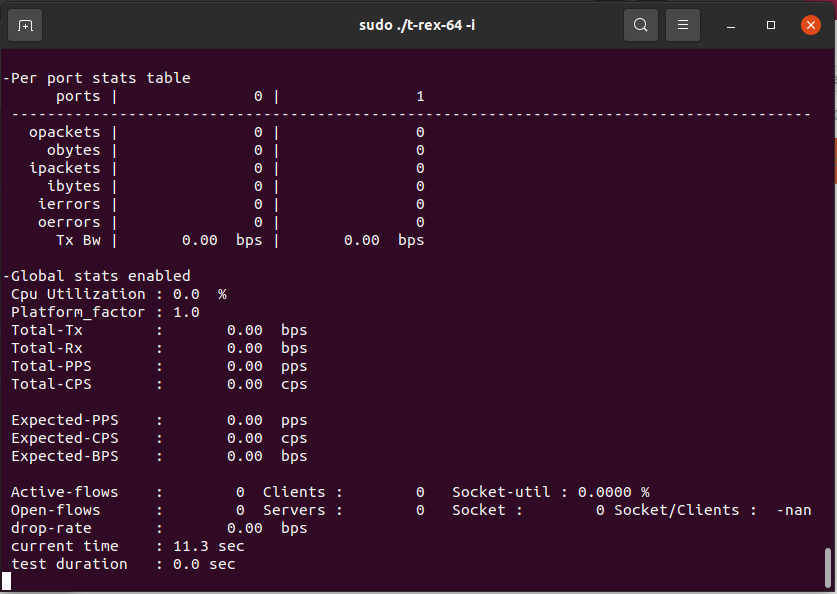 sudo ./t-rex-64 -i
-Per port stats table
      ports |               0 |               1
 -----------------------------------------------------------------------------------------
   opackets |               0 |               0
     obytes |               0 |               0
   ipackets |               0 |               0
     ibytes |               0 |               0
    ierrors |               0 |               0
    oerrors |               0 |               0
      Tx Bw |       0.00  bps |       0.00  bps
-Global stats enabled
 Cpu Utilization : 0.0  %
 Platform_factor : 1.0
 Total-Tx        :       0.00  bps
 Total-Rx        :       0.00  bps
 Total-PPS       :       0.00  pps
 Total-CPS       :       0.00  cps
 Expected-PPS    :       0.00  pps
 Expected-CPS    :       0.00  cps
 Expected-BPS    :       0.00  bps
 Active-flows    :        0  Clients :        0   Socket-util : 0.0000 %
 Open-flows      :        0  Servers :        0   Socket :        0 Socket/Clients :  -nan
 drop-rate       :       0.00  bps
 current time    : 11.3 sec
 test duration   : 0.0 sec